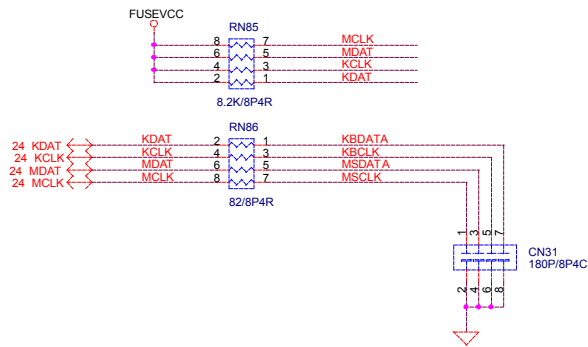 FUSEVCC
RN85
8 7 MCLK
6 5 MDAT
4 3 KCLK
2 1 KDAT
8.2K/8P4R
RN86
24 KDAT KDAT 2 1 KBDATA
24 KCLK KCLK 4 3 KBCLK
24 MDAT MDAT 6 5 MSDATA
24 MCLK MCLK 8 7 MSCLK
82/8P4R
1 3 5 7
CN31
180P/8P4C
2 4 6 8